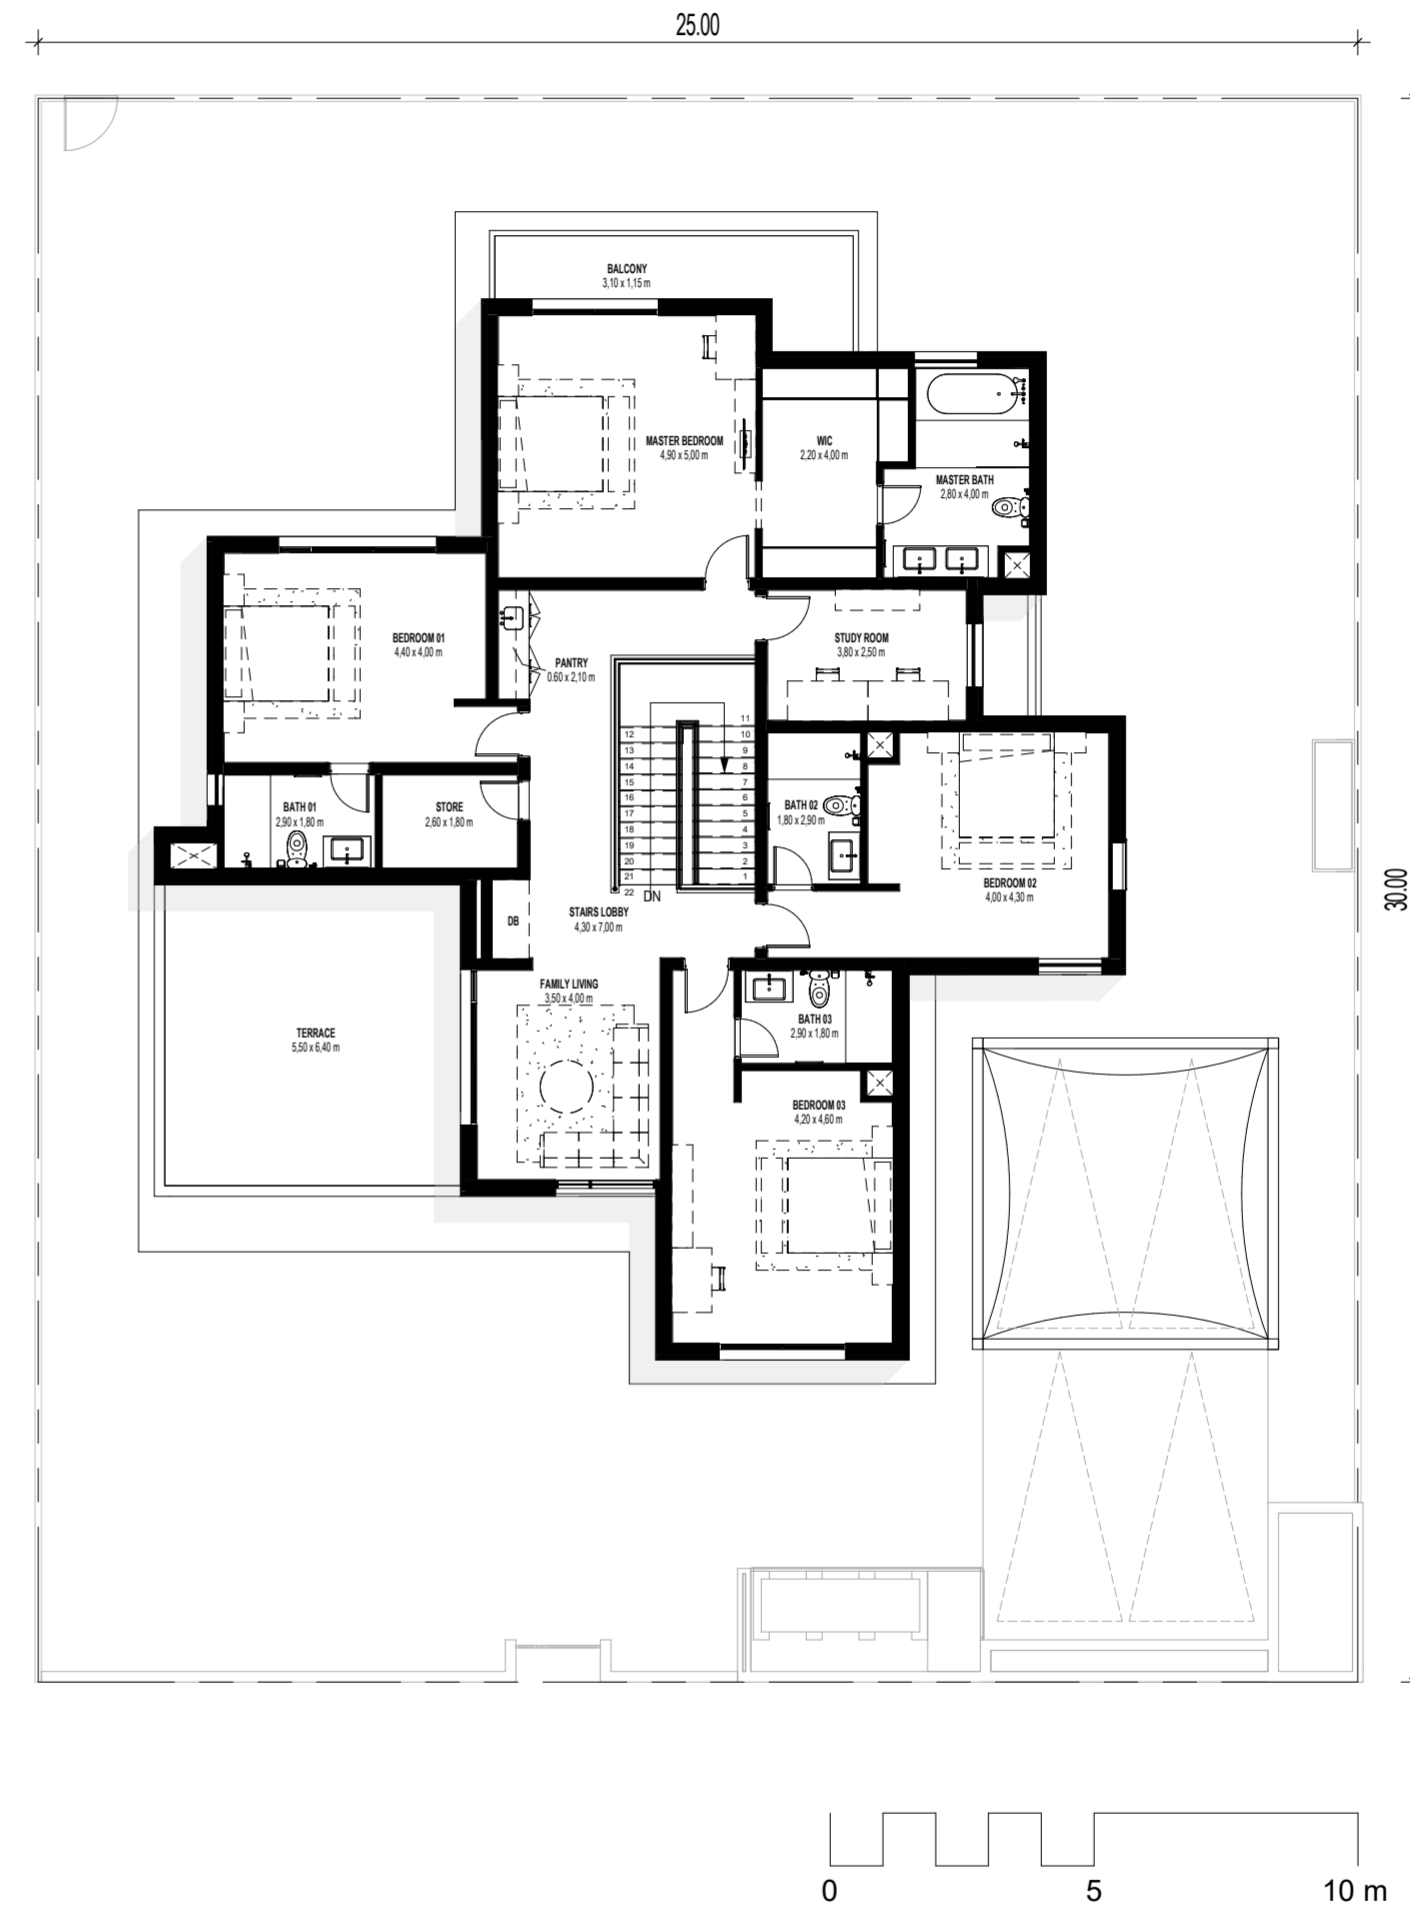 25.00
BALCONY
3,10 x 1,15 m
MASTER BEDROOM
4,90 x 5,00 m
WIC
2,20 x 4,00 m
MASTER BATH
2,80 x 4,00 m
BEDROOM 01
4,40 x 4,00 m
PANTRY
0.60 x 2,10 m
STUDY ROOM
3,80 x 2,50 m
11
12
10
13
9
14
8
15
7
16
6
17
5
18
4
19
3
20
2
21
1
22
DN
BATH 01
2,90 x 1,80 m
STORE
2,60 x 1,80 m
BATH 02
1,80 x 2,90 m
BEDROOM 02
4,00 x 4,30 m
30.00
DB
STAIRS LOBBY
4,30 x 7,00 m
FAMILY LIVING
3,50 x 4,00 m
TERRACE
5,50 x 6,40 m
BATH 03
2,90 x 1,80 m
BEDROOM 03
4,20 x 4,60 m
0
5
10 m